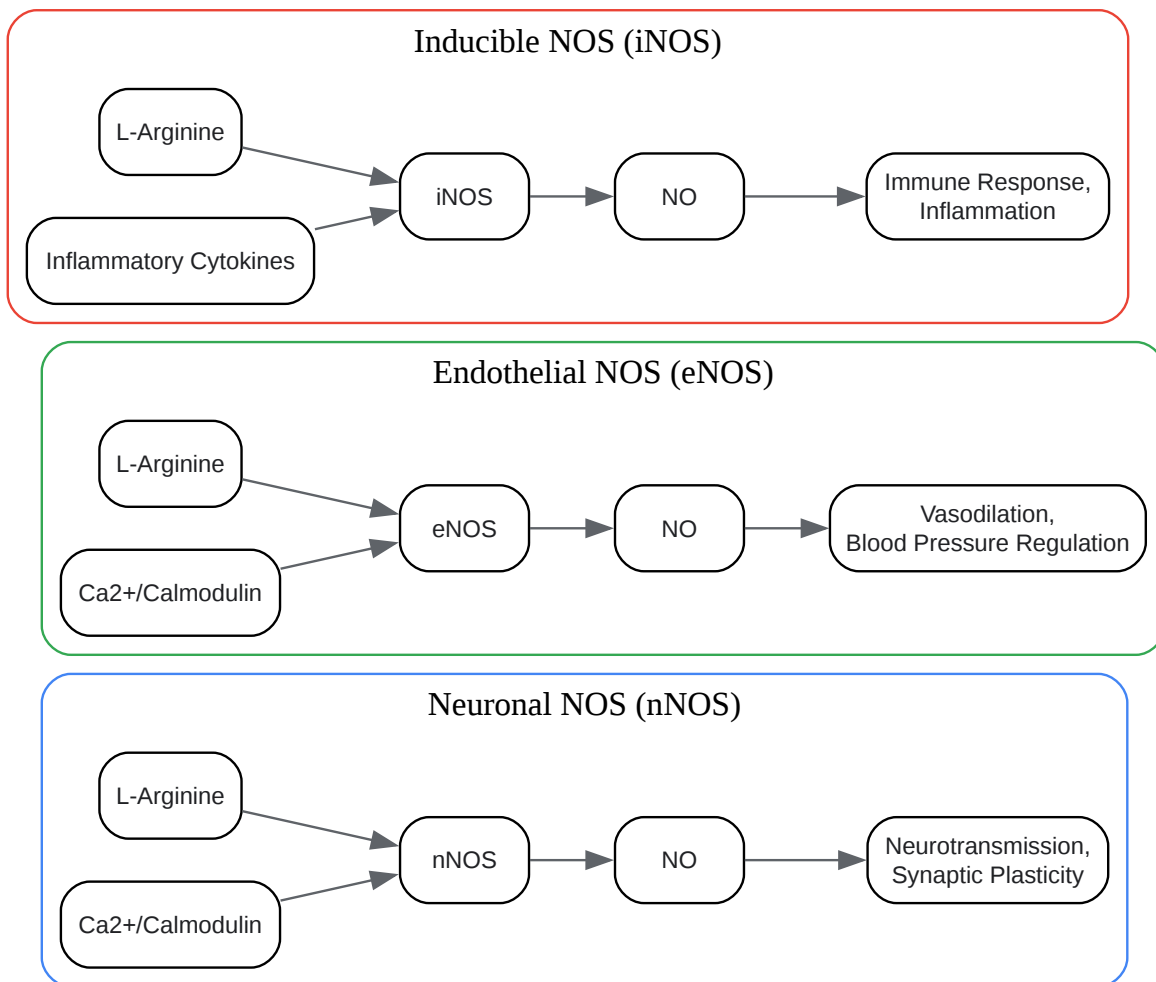 Inducible NOS (iNOS)
L-Arginine
Inflammatory Cytokines
iNOS
NO
Immune Response,
Inflammation
Endothelial NOS (eNOS)
L-Arginine
Ca2+/Calmodulin
eNOS
NO
Vasodilation,
Blood Pressure Regulation
Neuronal NOS (nNOS)
L-Arginine
Ca2+/Calmodulin
nNOS
NO
Neurotransmission,
Synaptic Plasticity